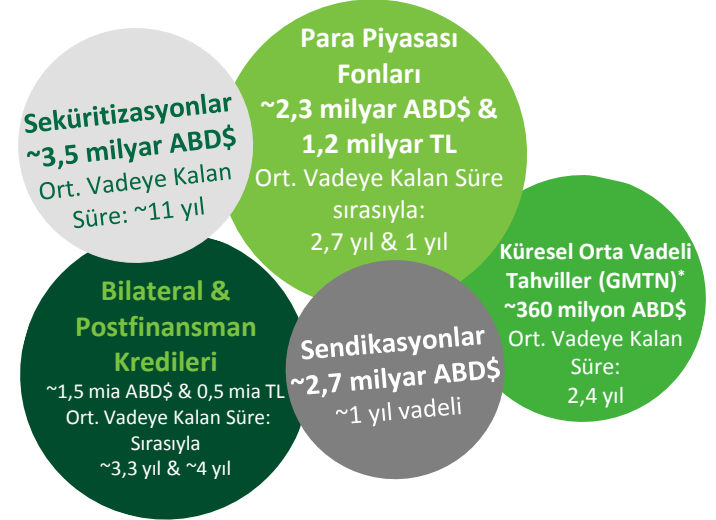 Seküritizasyonlar
~3,5 milyar ABD$
Ort. Vadeye Kalan
Süre: ~11 yıl
Para Piyasası
Fonları
~2,3 milyar ABD$ &
1,2 milyar TL
Ort. Vadeye Kalan Süre
sırasıyla:
2,7 yıl & 1 yıl
Küresel Orta Vadeli
Tahviller (GMTN)*
~360 milyon ABD$
Ort. Vadeye Kalan
Süre:
2,4 yıl
Bilateral &
Postfinansman
Kredileri
~1,5 mia ABD$ & 0,5 mia TL
Ort. Vadeye Kalan Süre:
Sırasıyla
~3,3 yıl & ~4 yıl
Sendikasyonlar
~2,7 milyar ABD$
~1 yıl vadeli